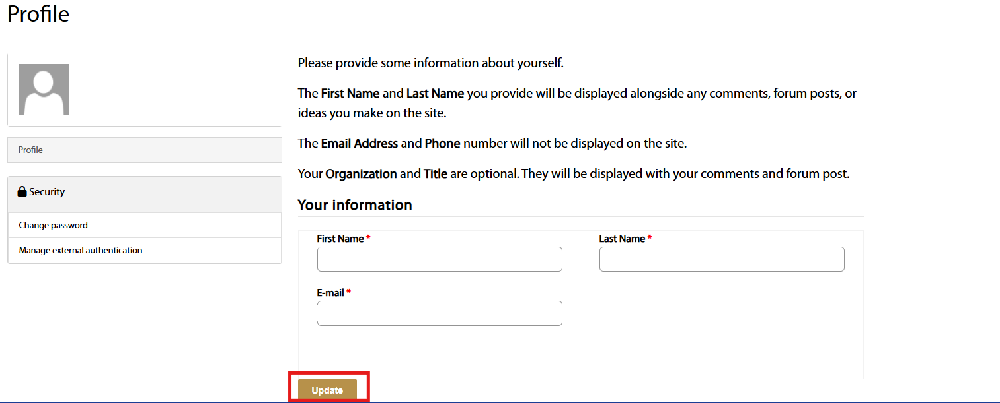 Profile
Profile
Security
Change password
Manage external authentication
Please provide some information about yourself.
The First Name and Last Name you provide will be displayed alongside any comments, forum posts, or
ideas you make on the site.
The Email Address and Phone number will not be displayed on the site.
Your Organization and Title are optional. They will be displayed with your comments and forum post.
Your information
First Name * Last Name *
E-mail *
Update